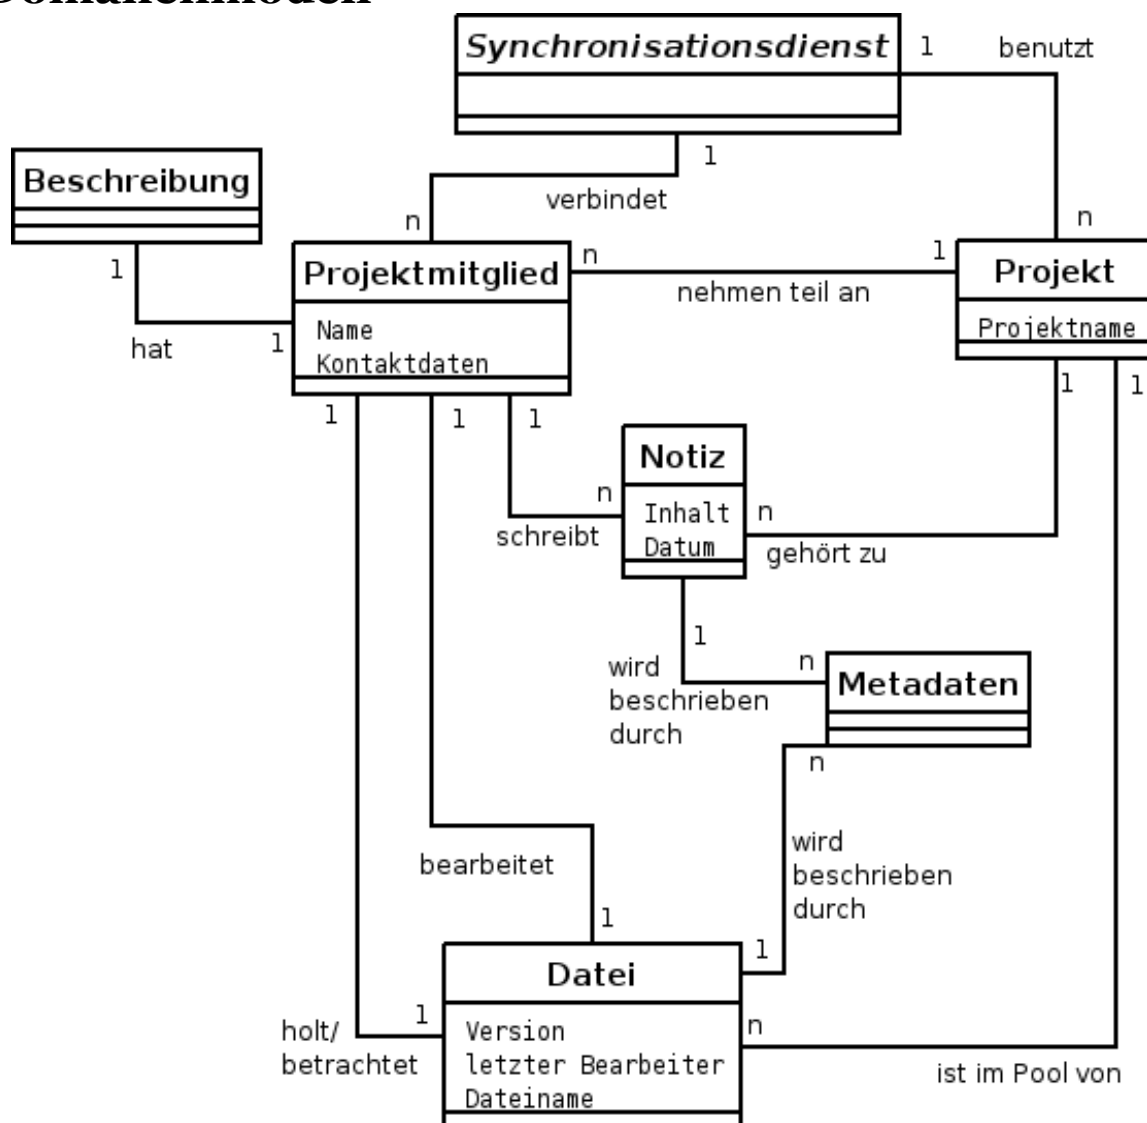 Domänenmodell
Synchronisationsdienst
1
benutzt
1
verbindet
n
n
Beschreibung
1
hat
1
Projektmitglied
Name
Kontaktdaten
n
nehmen teil an
1
Projekt
Projektname
1
1
1
1
1
Notiz
Inhalt
Datum
n
schreibt
n
gehört zu
1
wird
beschrieben
durch
n
Metadaten
n
wird
beschrieben
durch
bearbeitet
1
1
Datei
Version
letzter Bearbeiter
Dateiname
1
holt/
betrachtet
n
ist im Pool von